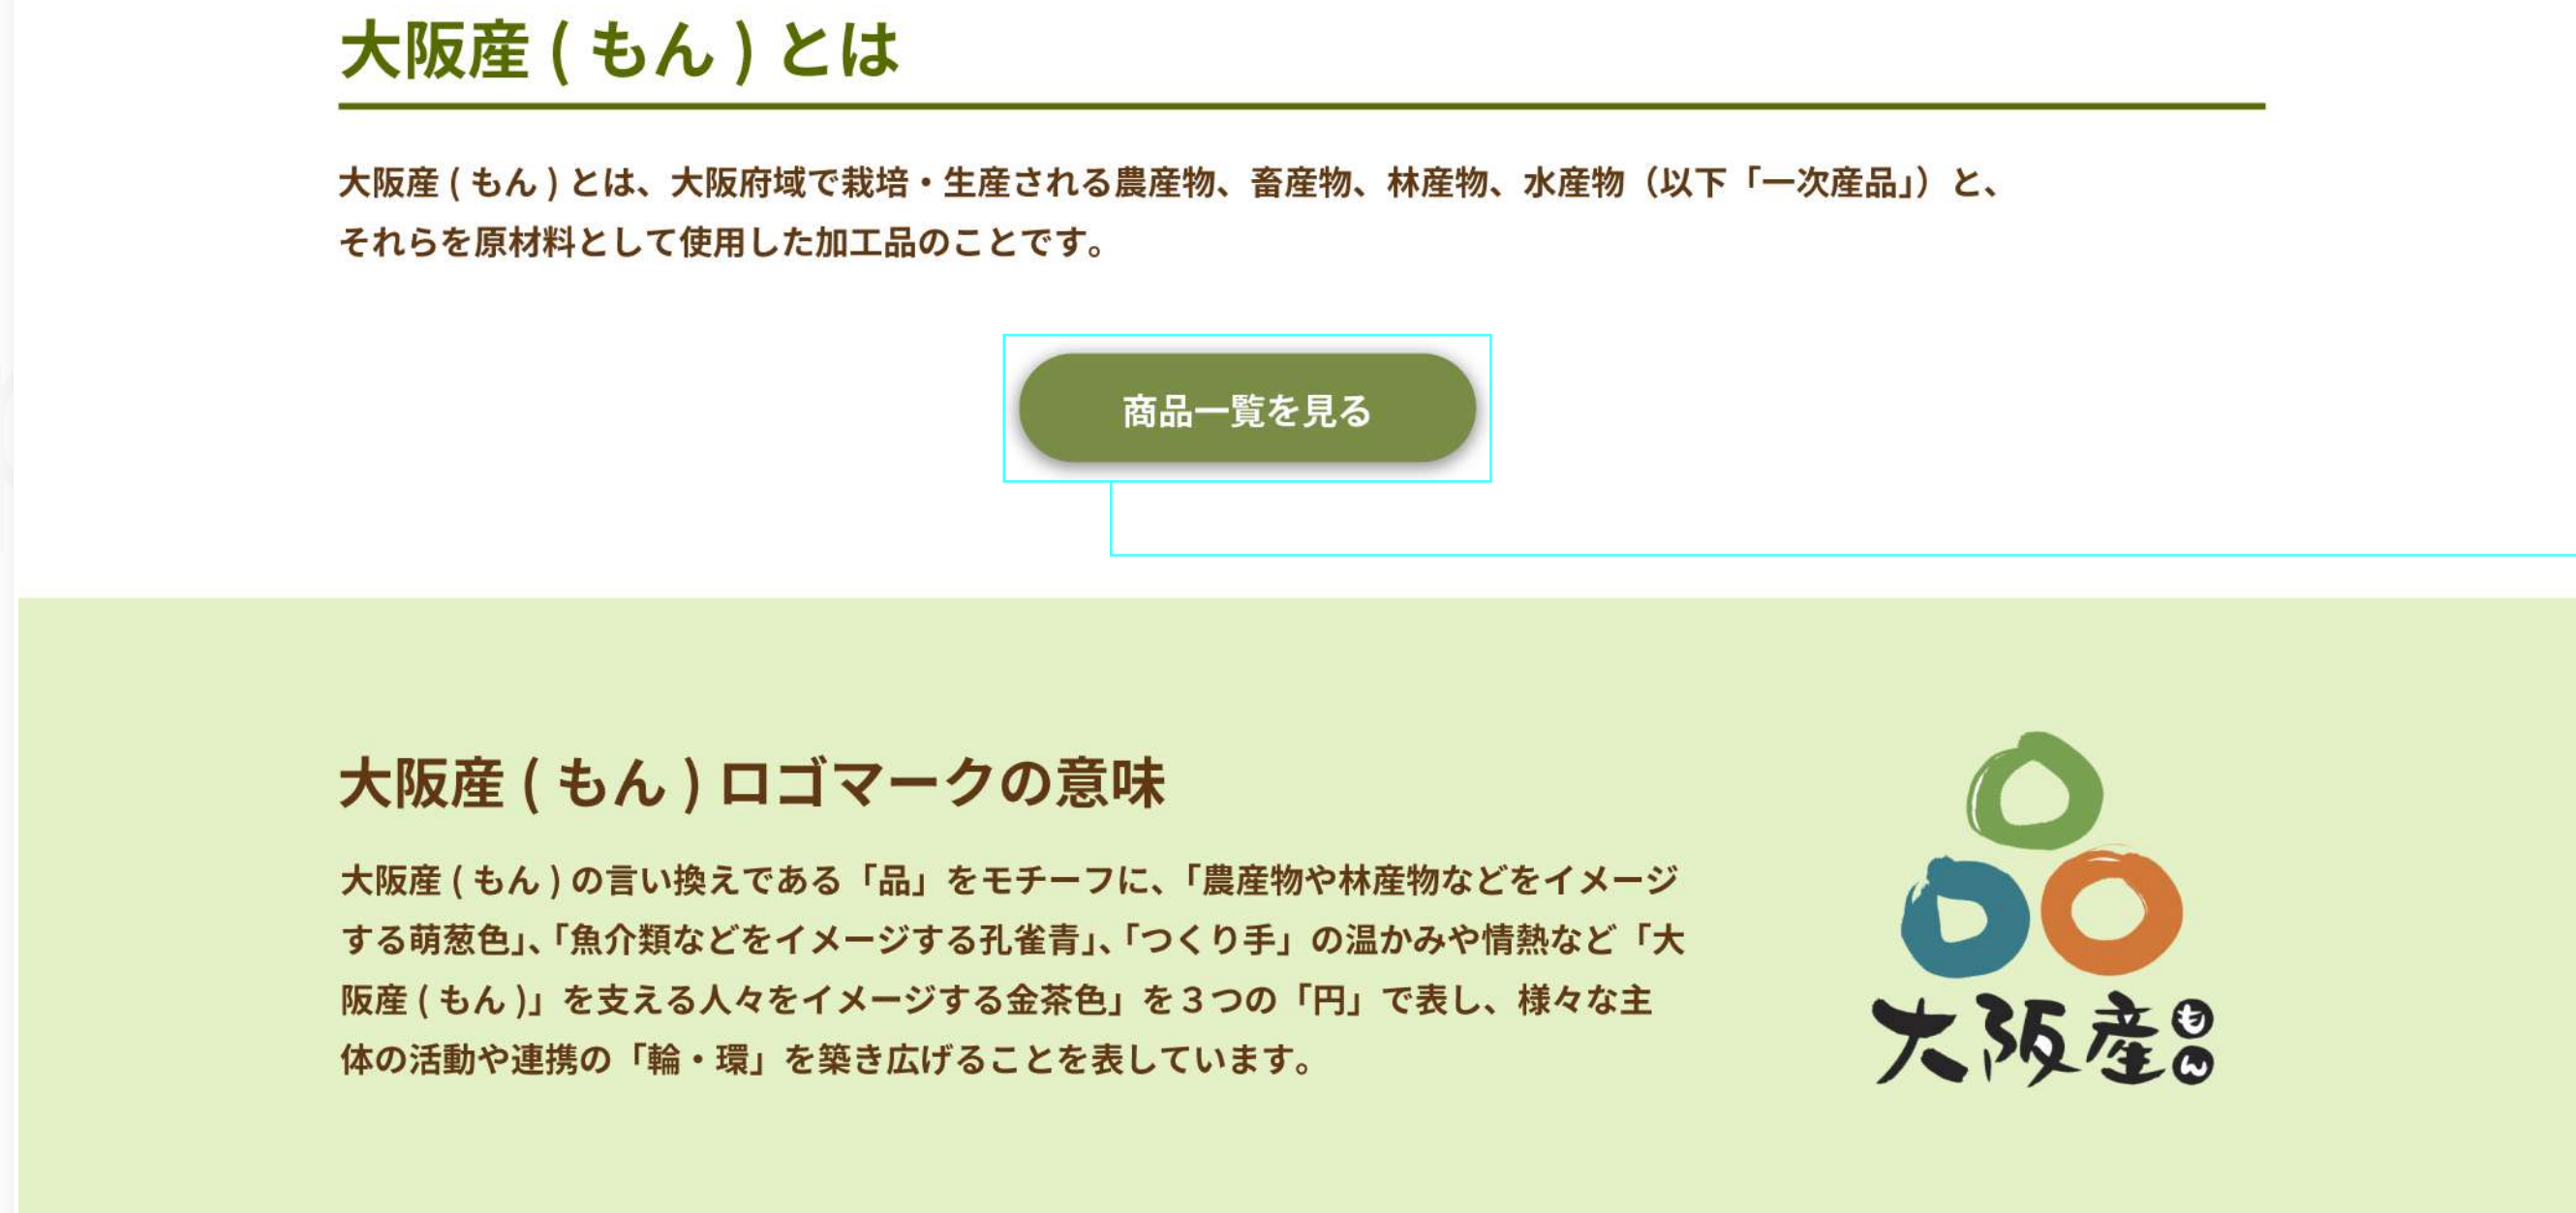 大阪産 ( もん ) とは
大阪産 ( もん ) とは、大阪府域で栽培・生産される農産物、畜産物、林産物、水産物（以下「一次産品」）と、
それらを原材料として使用した加工品のことです。
商品一覧を見る
大阪産 ( もん ) ロゴマークの意味
大阪産 ( もん ) の言い換えである「品」をモチーフに、「農産物や林産物などをイメージ
する萌葱色」、「魚介類などをイメージする孔雀青」、「つくり手」の温かみや情熱など「大
阪産 ( もん )」を支える人々をイメージする金茶色」を３つの「円」で表し、様々な主
体の活動や連携の「輪・環」を築き広げることを表しています。
大阪産もん